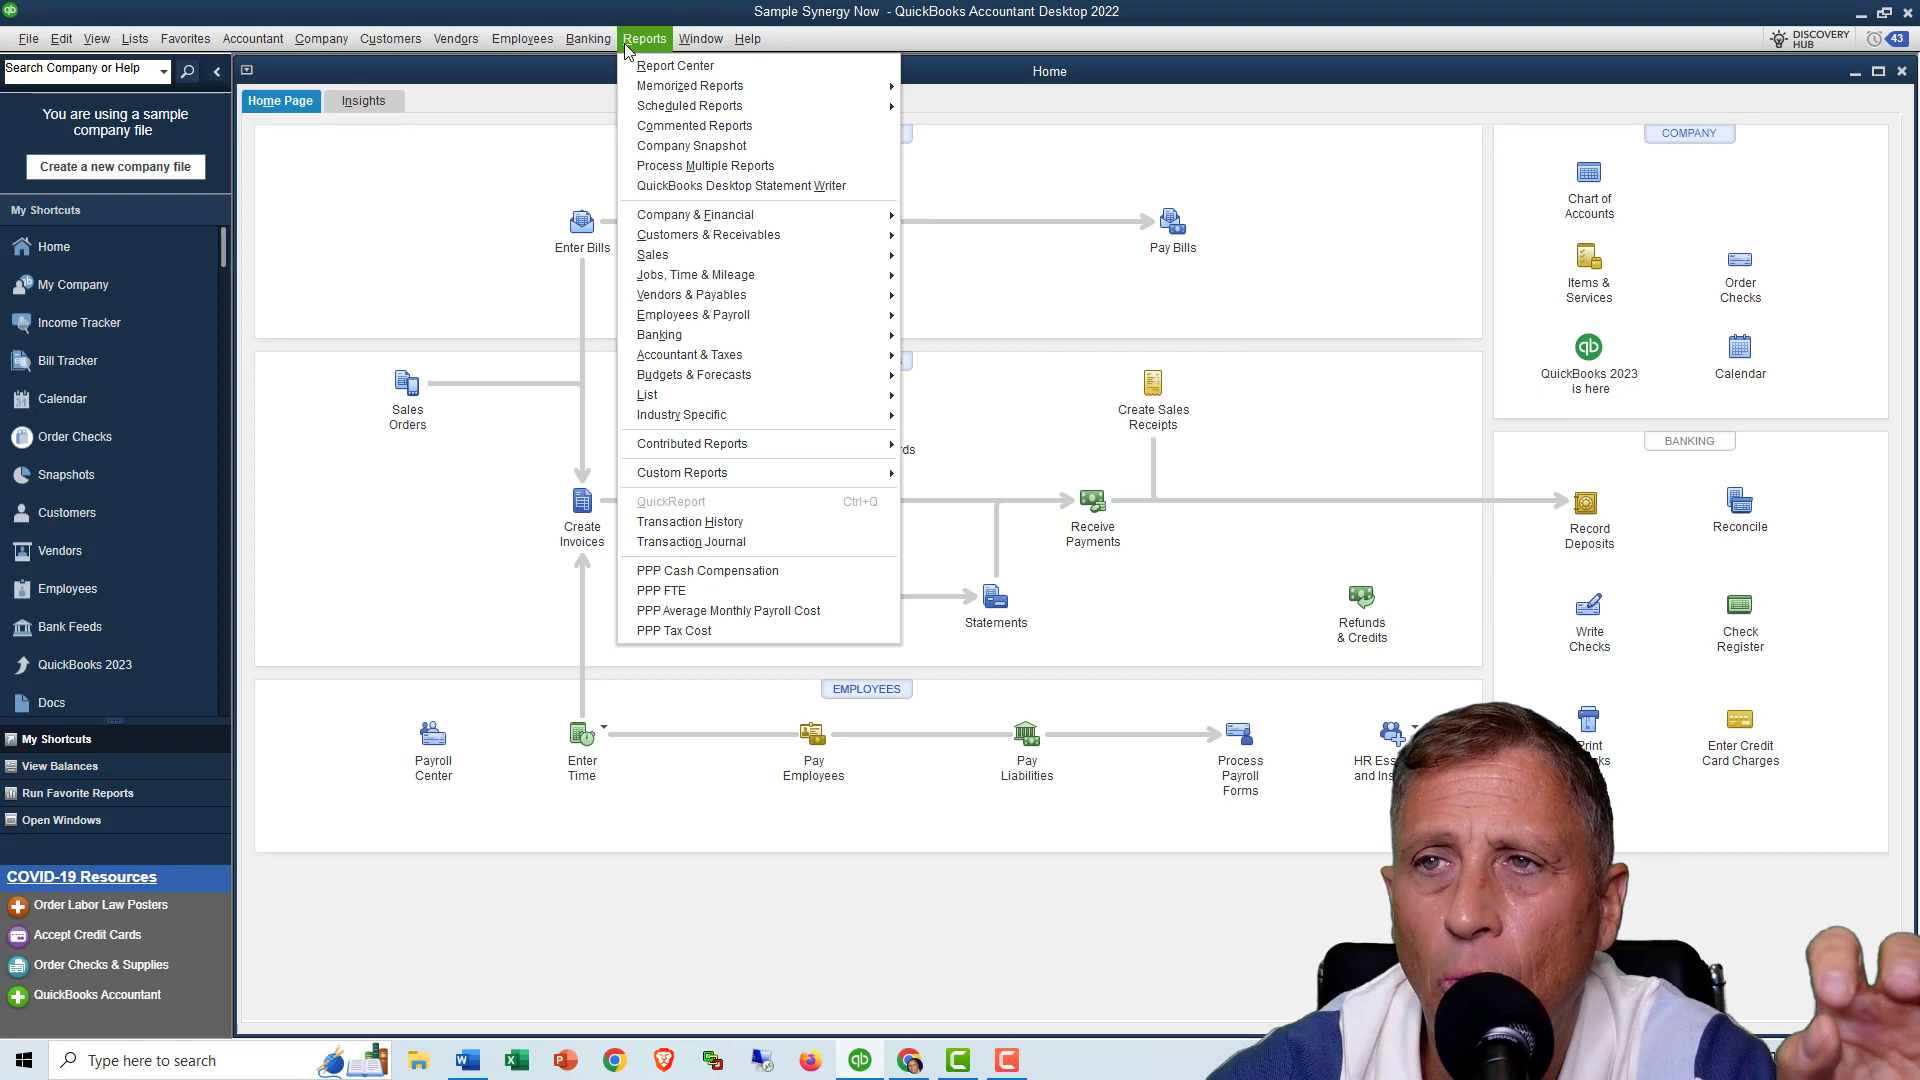 Sample Synergy Now - QuickBooks Accountant Desktop 2022
File Edit View Lists Favorites Accountant Company Customers Vendors Employees Banking Reports Window Help
DISCOVERY
HUB
43
Search Company or Help
Home
You are using a sample
company file
Create a new company file
My Shortcuts
Home
My Company
Income Tracker
Bill Tracker
Calendar
Order Checks
Snapshots
Customers
Vendors
Employees
Bank Feeds
QuickBooks 2023
Docs
My Shortcuts
View Balances
Run Favorite Reports
Open Windows
COVID-19 Resources
Order Labor Law Posters
Accept Credit Cards
Order Checks & Supplies
QuickBooks Accountant
Home Page
Insights
Report Center
Memorized Reports
Scheduled Reports
Commented Reports
Company Snapshot
Process Multiple Reports
QuickBooks Desktop Statement Writer
Company & Financial
Customers & Receivables
Sales
Jobs, Time & Mileage
Vendors & Payables
Employees & Payroll
Banking
Accountant & Taxes
Budgets & Forecasts
List
Industry Specific
Contributed Reports
Custom Reports
QuickReport Ctrl+Q
Transaction History
Transaction Journal
PPP Cash Compensation
PPP FTE
PPP Average Monthly Payroll Cost
PPP Tax Cost
Enter Bills
Pay Bills
Sales
Orders
Create Sales
Receipts
Create
Invoices
Receive
Payments
Statements
Refunds
& Credits
EMPLOYEES
Payroll
Center
Enter
Time
Pay
Employees
Pay
Liabilities
Process
Payroll
Forms
COMPANY
Chart of
Accounts
Items &
Services
Order
Checks
QuickBooks 2023
is here
Calendar
BANKING
Record
Deposits
Reconcile
Write
Checks
Check
Register
Enter Credit
Card Charges
Type here to search